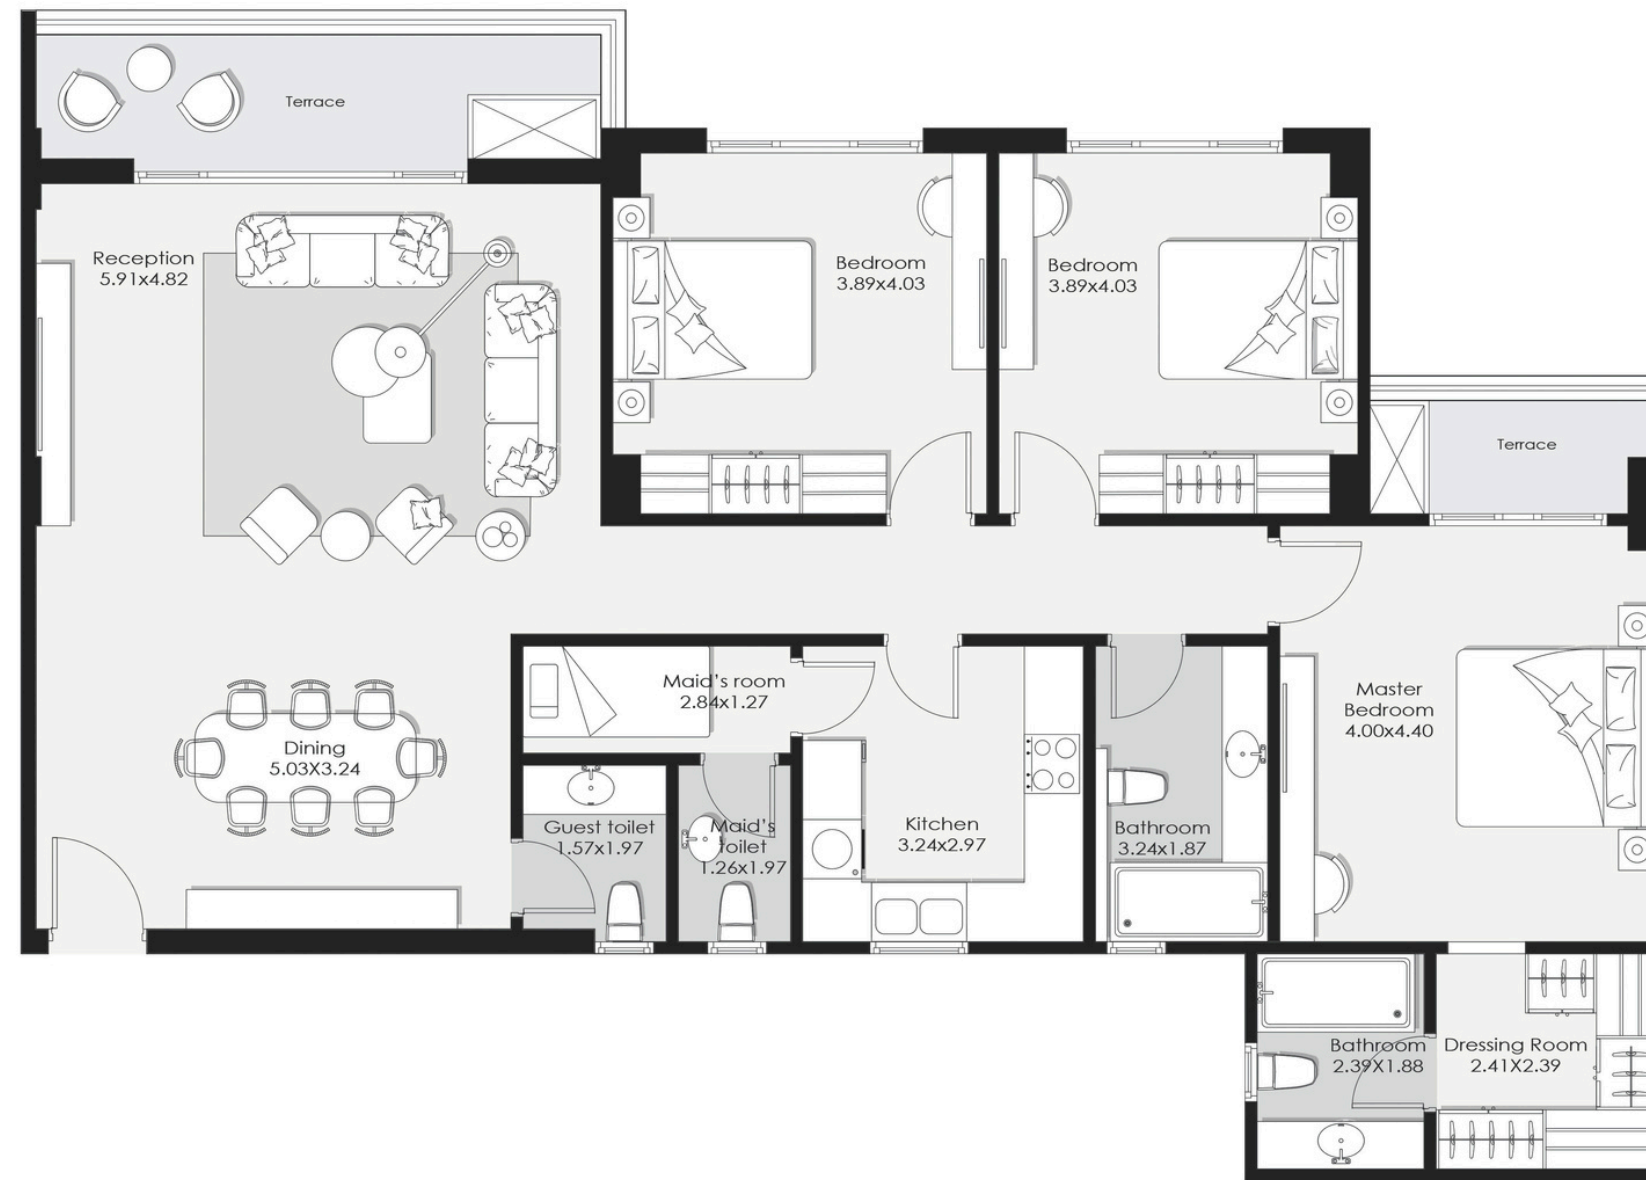 Terrace
Reception
5.91x4.82
Bedroom
3.89x4.03
Bedroom
3.89x4.03
Terrace
Maid's room
2.84x1.27
Master
Bedroom
4.00x4.40
Dining
5.03X3.24
Guest toilet
1.57x1.97
Maid's
toilet
1.26x1.97
Kitchen
3.24x2.97
Bathroom
3.24x1.87
Bathroom
2.39X1.88
Dressing Room
2.41X2.39